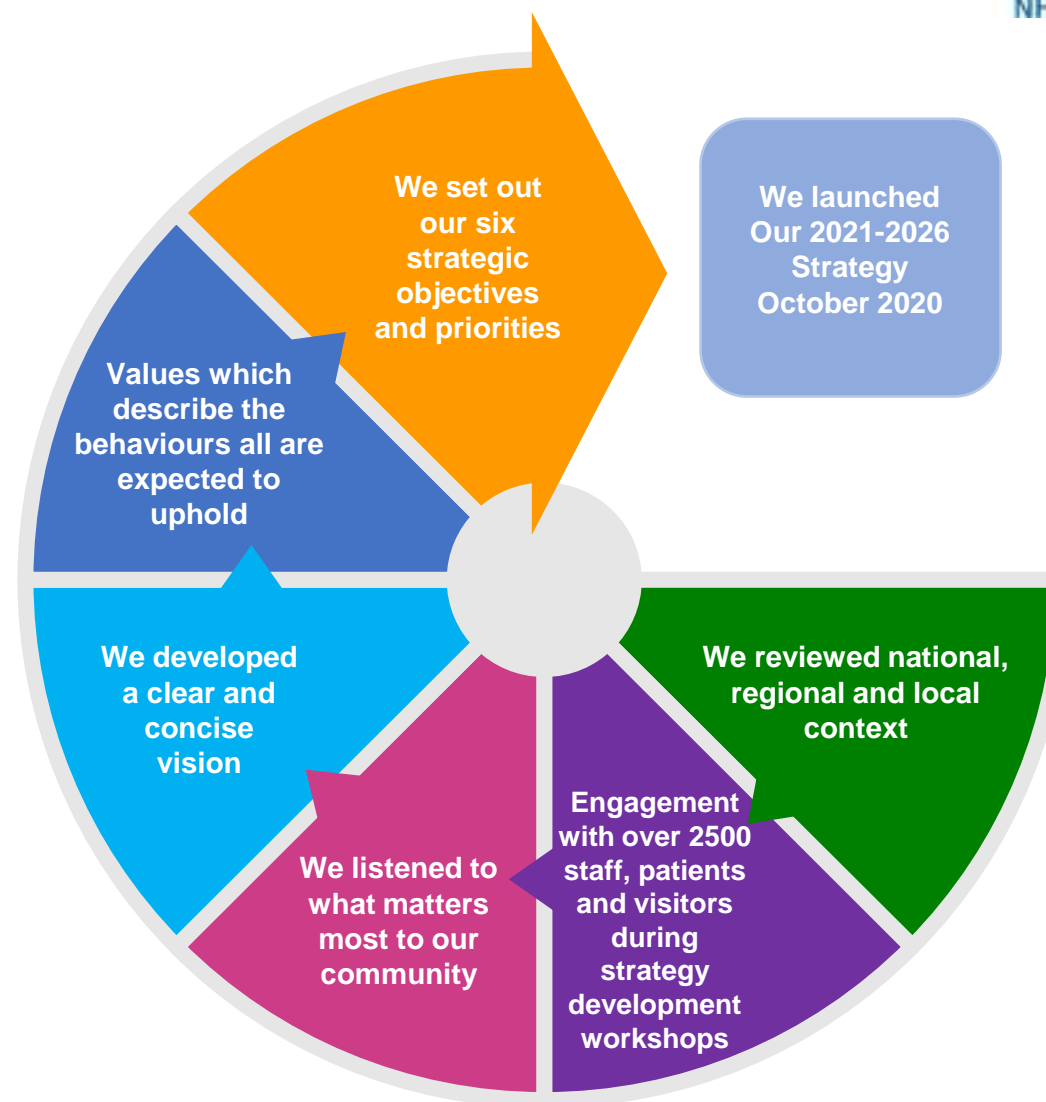 We set out
our six
strategic
objectives
and priorities
We launched
Our 2021-2026
Strategy
October 2020
Values which
describe the
behaviours all are
expected to
uphold
We developed
a clear and
concise
vision
We reviewed national,
regional and local
context
Engagement
with over 2500
staff, patients
and visitors
during
strategy
development
workshops
We listened to
what matters
most to our
community